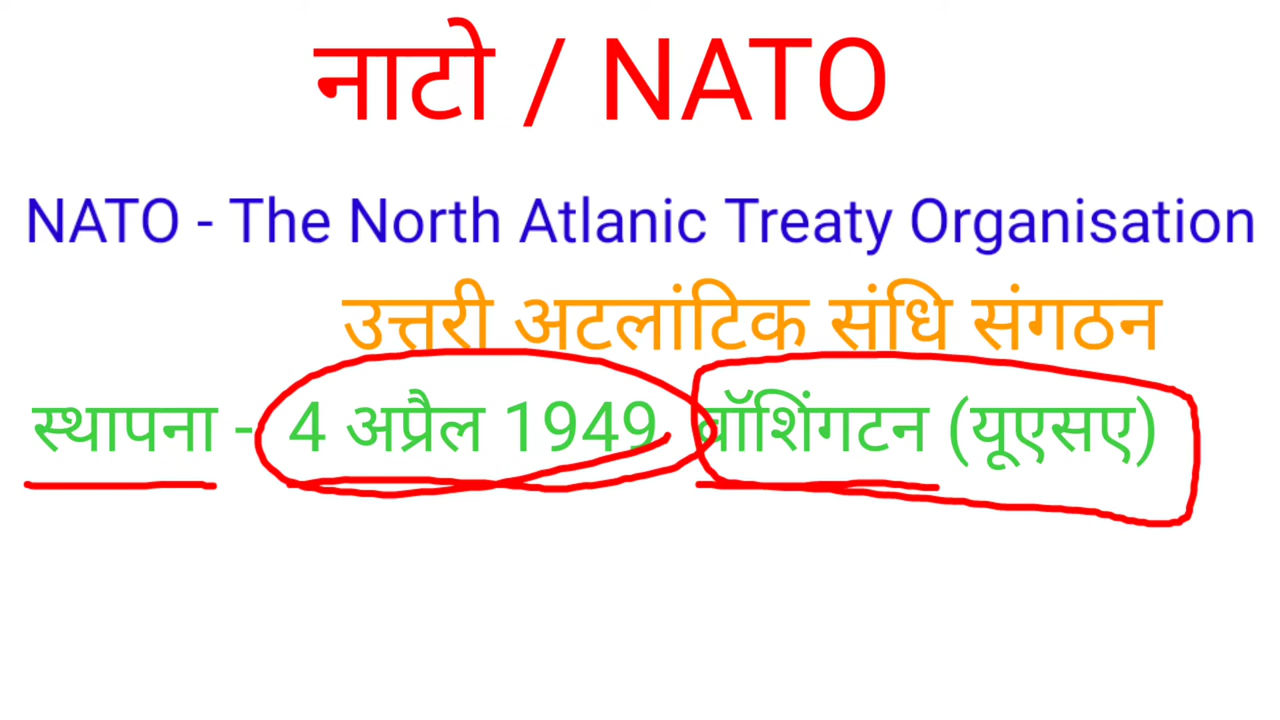 नाटो / NATO
NATO - The North Atlanic Treaty Organisation
उत्तरी अटलांटिक संधि संगठन
स्थापना - 4 अप्रैल 1949 वॉशिंगटन (यूएसए)